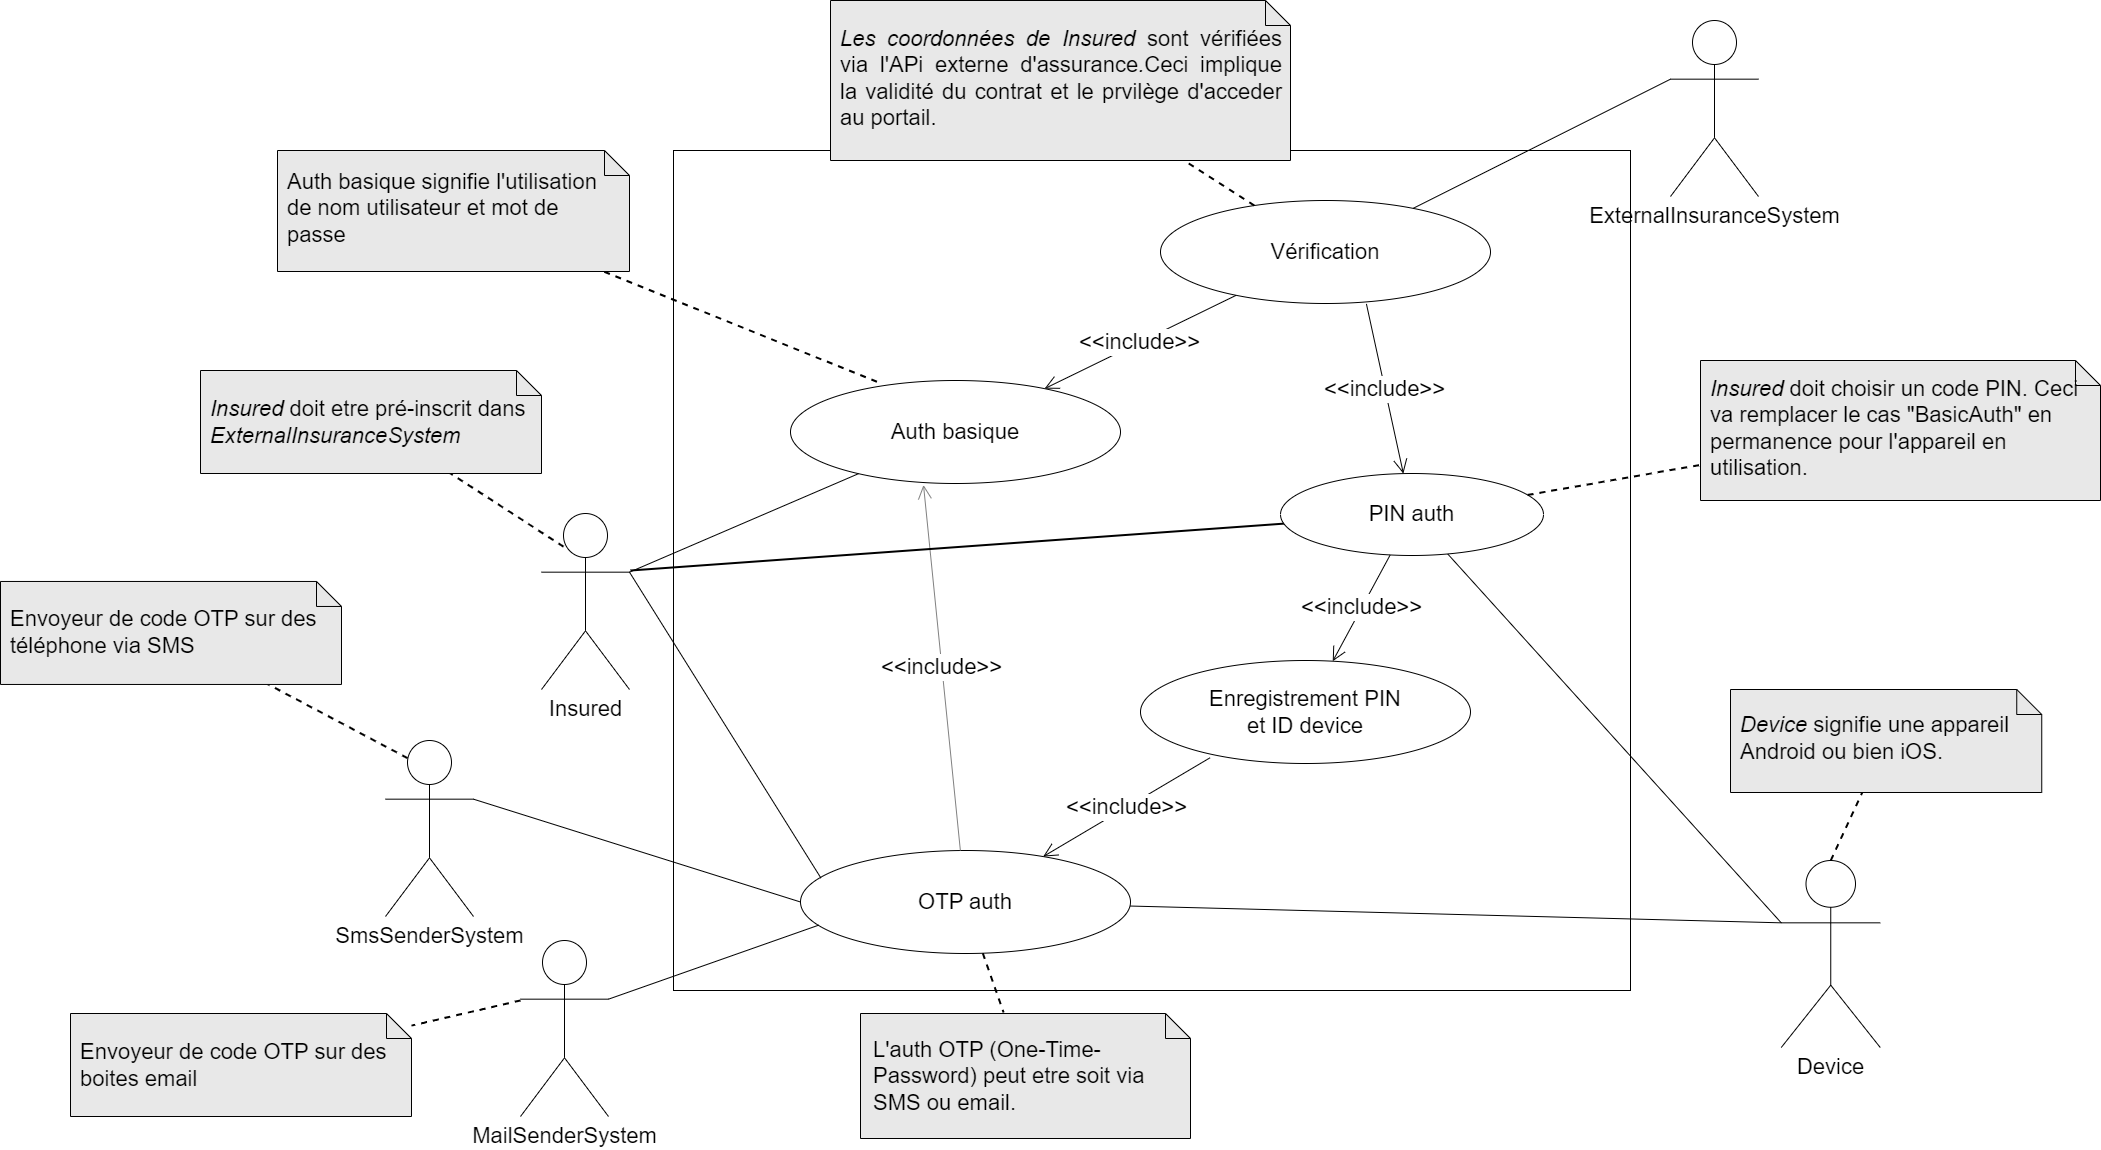 Les coordonnées de Insured sont vérifiées
via l'APi externe d'assurance.Ceci implique
la validité du contrat et le prvilège d'acceder
au portail.
Auth basique signifie l'utilisation
de nom utilisateur et mot de
passe
ExternalInsuranceSystem
Vérification
<<include>>
<<include>>
Insured doit etre pré-inscrit dans
ExternalInsuranceSystem
Auth basique
Insured doit choisir un code PIN. Ceci
va remplacer le cas "BasicAuth" en
permanence pour l'appareil en
utilisation.
PIN auth
Envoyeur de code OTP sur des
téléphone via SMS
Insured
<<include>>
<<include>>
Enregistrement PIN
et ID device
Device signifie une appareil
Android ou bien iOS.
<<include>>
SmsSenderSystem
OTP auth
Device
MailSenderSystem
Envoyeur de code OTP sur des
boites email
L'auth OTP (One-Time-
Password) peut etre soit via
SMS ou email.